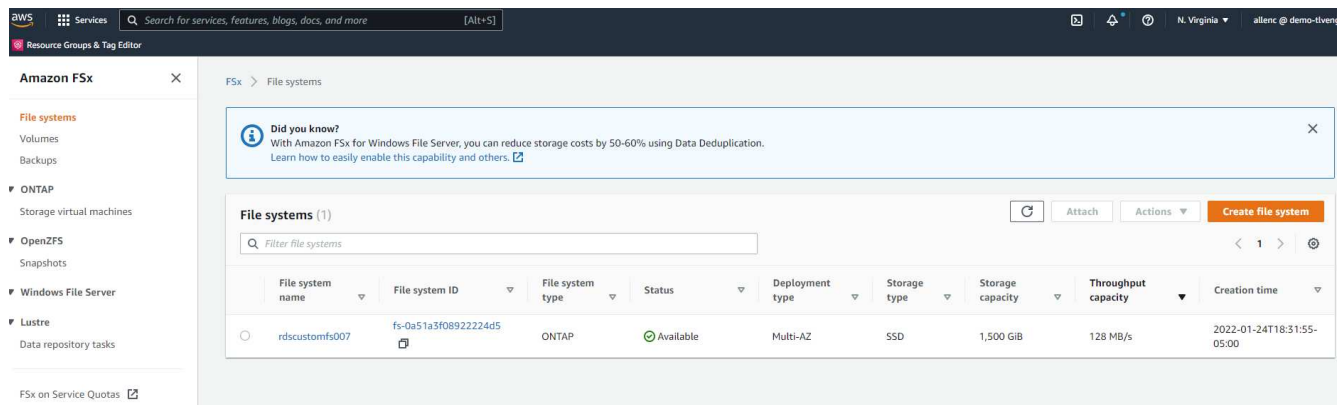 aws Services Search for services, features, blogs, docs, and more [Alt+S] N. Virginia allenc @ demo-tlveng
Resource Groups & Tag Editor
Amazon FSx
File systems
Volumes
Backups
ONTAP
Storage virtual machines
OpenZFS
Snapshots
Windows File Server
Lustre
Data repository tasks
FSx on Service Quotas
FSx > File systems
Did you know?
With Amazon FSx for Windows File Server, you can reduce storage costs by 50-60% using Data Deduplication.
Learn how to easily enable this capability and others.
File systems (1) Attach Actions Create file system
Filter file systems < 1 >
File system name File system ID File system type Status Deployment type Storage type Storage capacity Throughput capacity Creation time
rdscustomfs007 fs-0a51a3f08922224d5 ONTAP Available Multi-AZ SSD 1,500 GiB 128 MB/s 2022-01-24T18:31:55-05:00